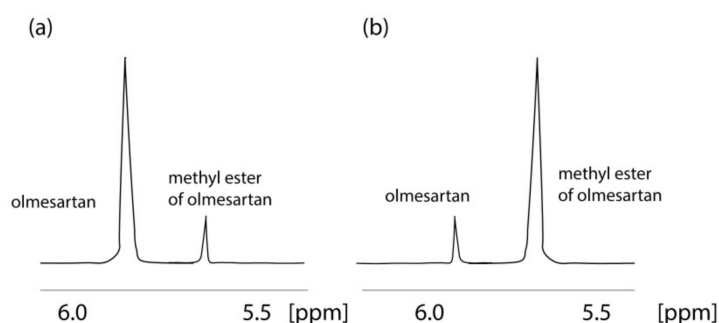 (a)
olmesartan
methyl ester
of olmesartan
6.0 5.5 [ppm]
(b)
olmesartan
methyl ester
of olmesartan
6.0 5.5 [ppm]